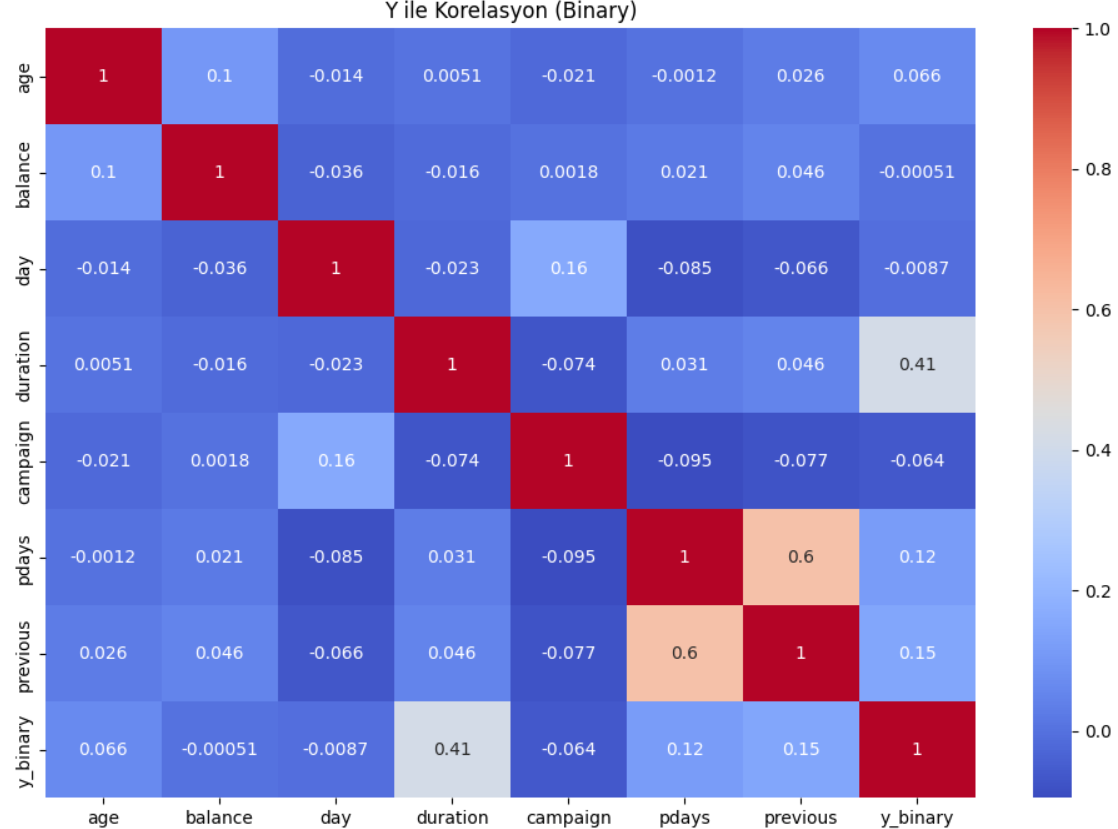 Y ile Korelasyon (Binary)
age 1 0.1 -0.014 0.0051 -0.021 -0.0012 0.026 0.066
balance 0.1 1 -0.036 -0.016 0.0018 0.021 0.046 -0.00051
day -0.014 -0.036 1 -0.023 0.16 -0.085 -0.066 -0.0087
duration 0.0051 -0.016 -0.023 1 -0.074 0.031 0.046 0.41
campaign -0.021 0.0018 0.16 -0.074 1 -0.095 -0.077 -0.064
pdays -0.0012 0.021 -0.085 0.031 -0.095 1 0.6 0.12
previous 0.026 0.046 -0.066 0.046 -0.077 0.6 1 0.15
y_binary 0.066 -0.00051 -0.0087 0.41 -0.064 0.12 0.15 1
age balance day duration campaign pdays previous y_binary
1.0
0.8
0.6
0.4
0.2
0.0